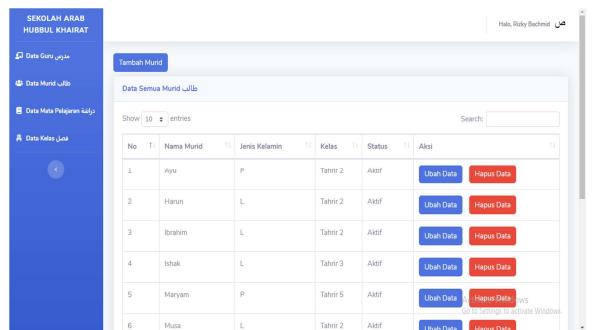 SEKOLAH ARAB
HUBBUL KHAIRAT
Halo, Rizky Bachmid ص
Data Guru مدرس
Data Murid طالب
Data Mata Pelajaran دراسة
Data Kelas فصل
Tambah Murid
Data Semua Murid طالب
Show 10 entries
Search:
No Nama Murid Jenis Kelamin Kelas Status Aksi
1 Ayu P Tahrir 2 Aktif Ubah Data Hapus Data
2 Harun L Tahrir 2 Aktif Ubah Data Hapus Data
3 Ibrahim L Tahrir 2 Aktif Ubah Data Hapus Data
4 Ishak L Tahrir 3 Aktif Ubah Data Hapus Data
5 Maryam P Tahrir 5 Aktif Ubah Data Hapus Data
Go to Settings to activate Windows.
6 Musa L Tahrir 2 Aktif Ubah Data Hapus Data